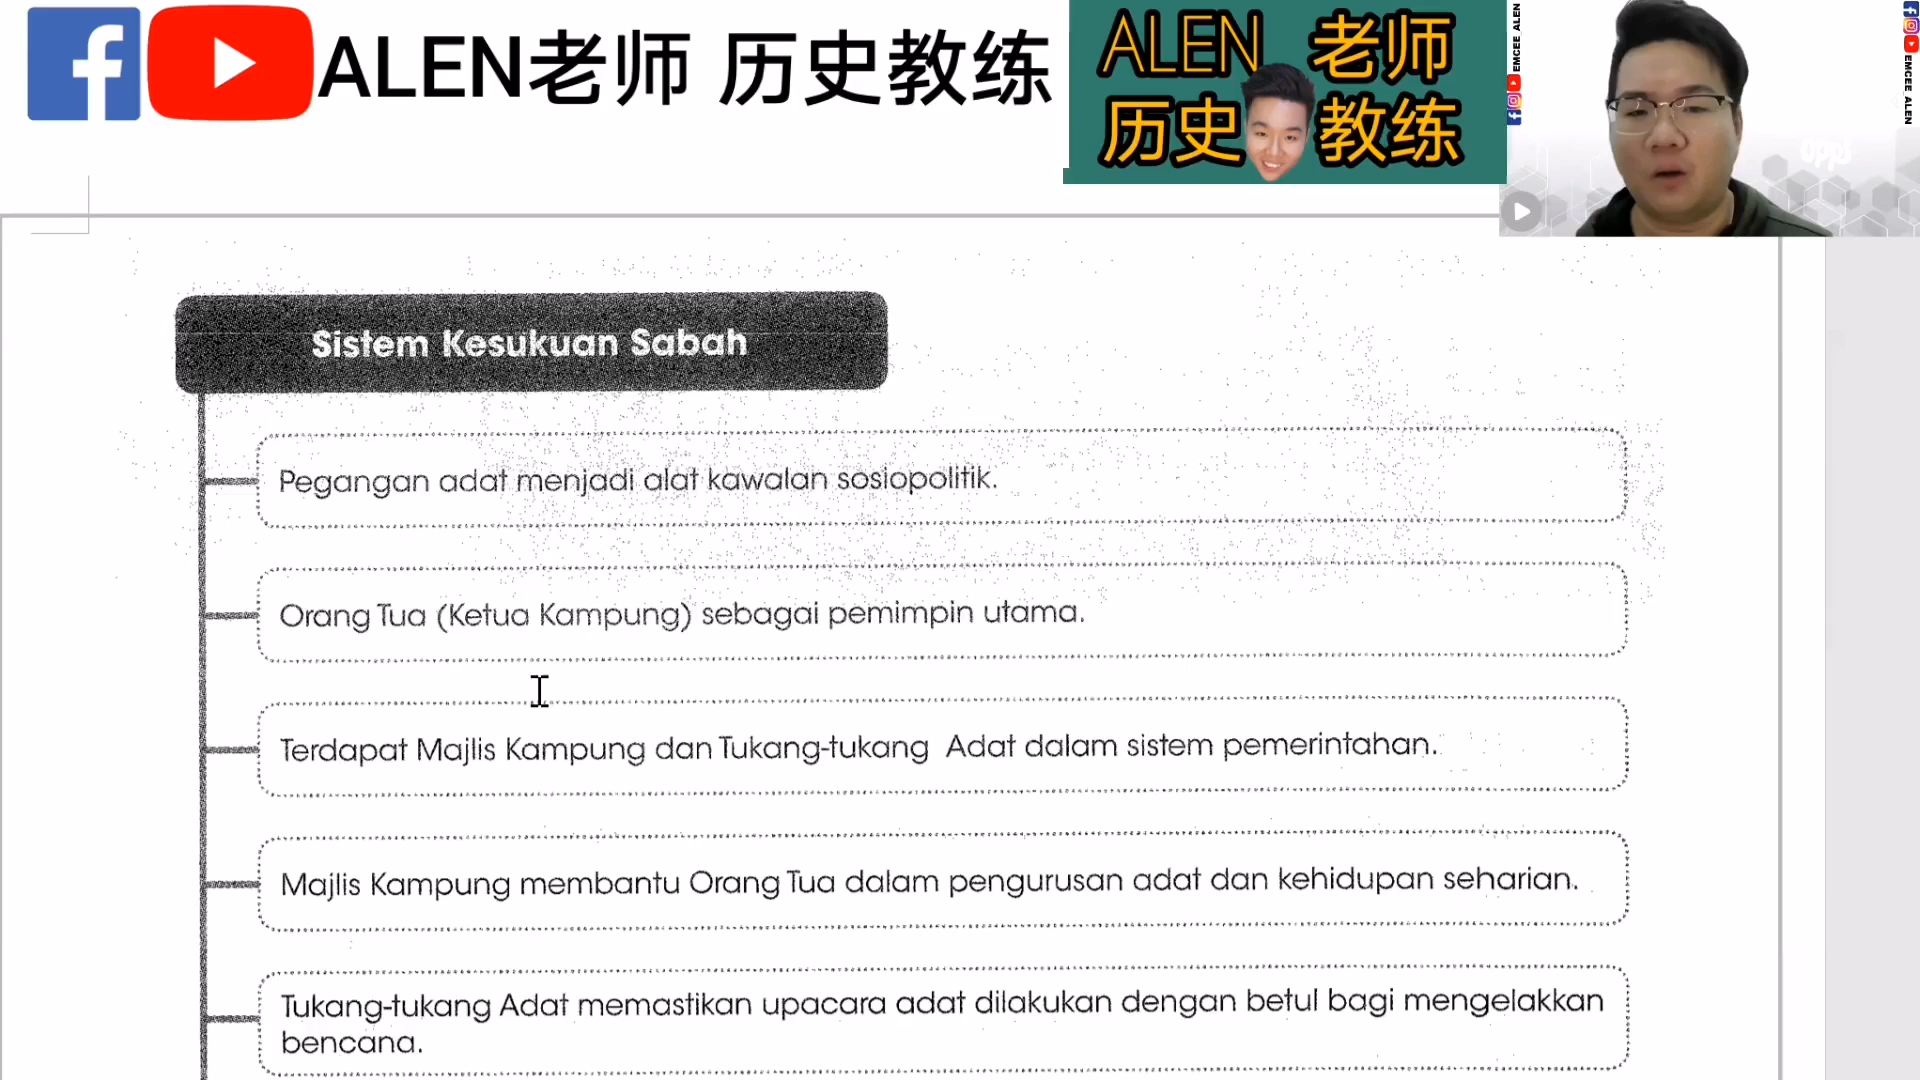 ALEN老师 历史教练
ALEN 老师
历史 教练
EMCEE ALEN
EMCEE ALEN
Sistem Kesukuan Sabah
Pegangan adat menjadi alat kawalan sosiopolitik.
Orang Tua (Ketua Kampung) sebagai pemimpin utama.
Terdapat Majlis Kampung dan Tukang-tukang Adat dalam sistem pemerintahan.
Majlis Kampung membantu Orang Tua dalam pengurusan adat dan kehidupan seharian.
Tukang-tukang Adat memastikan upacara adat dilakukan dengan betul bagi mengelakkan
bencana.